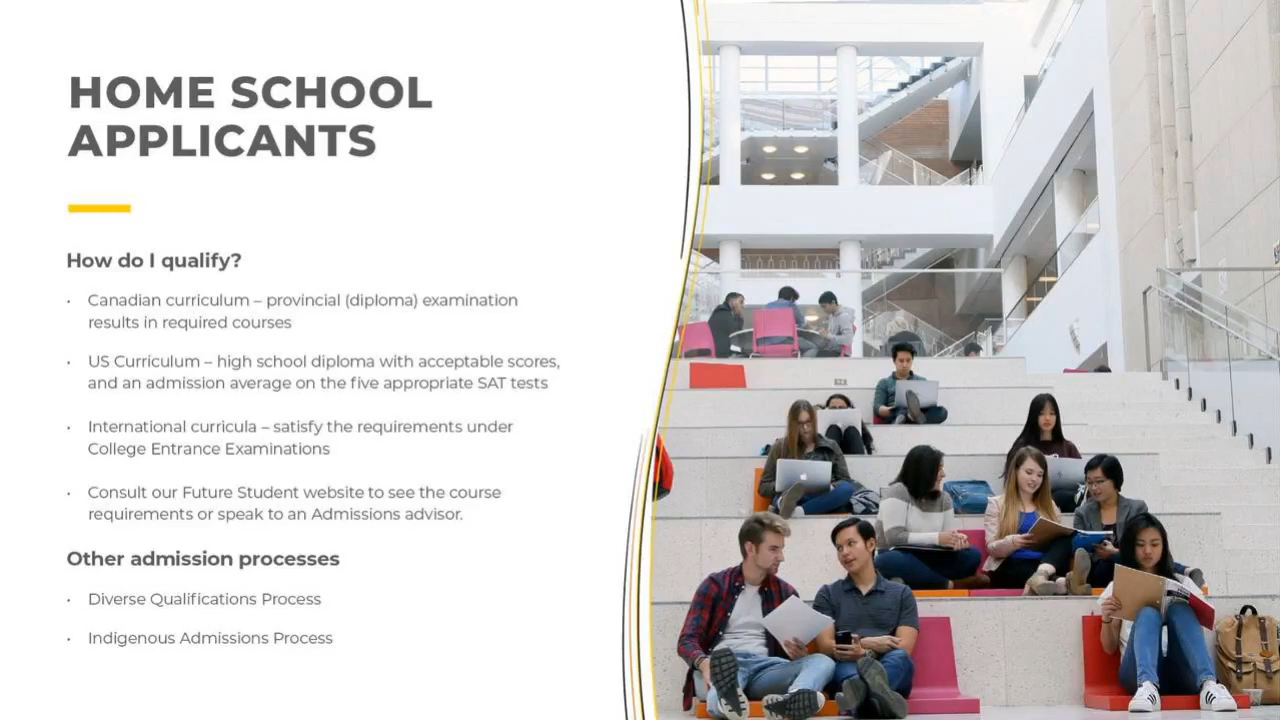 HOME SCHOOL
APPLICANTS
How do I qualify?
• Canadian curriculum – provincial (diploma) examination
results in required courses
• US Curriculum – high school diploma with acceptable scores,
and an admission average on the five appropriate SAT tests
• International curricula – satisfy the requirements under
College Entrance Examinations
• Consult our Future Student website to see the course
requirements or speak to an Admissions advisor.
Other admission processes
• Diverse Qualifications Process
• Indigenous Admissions Process